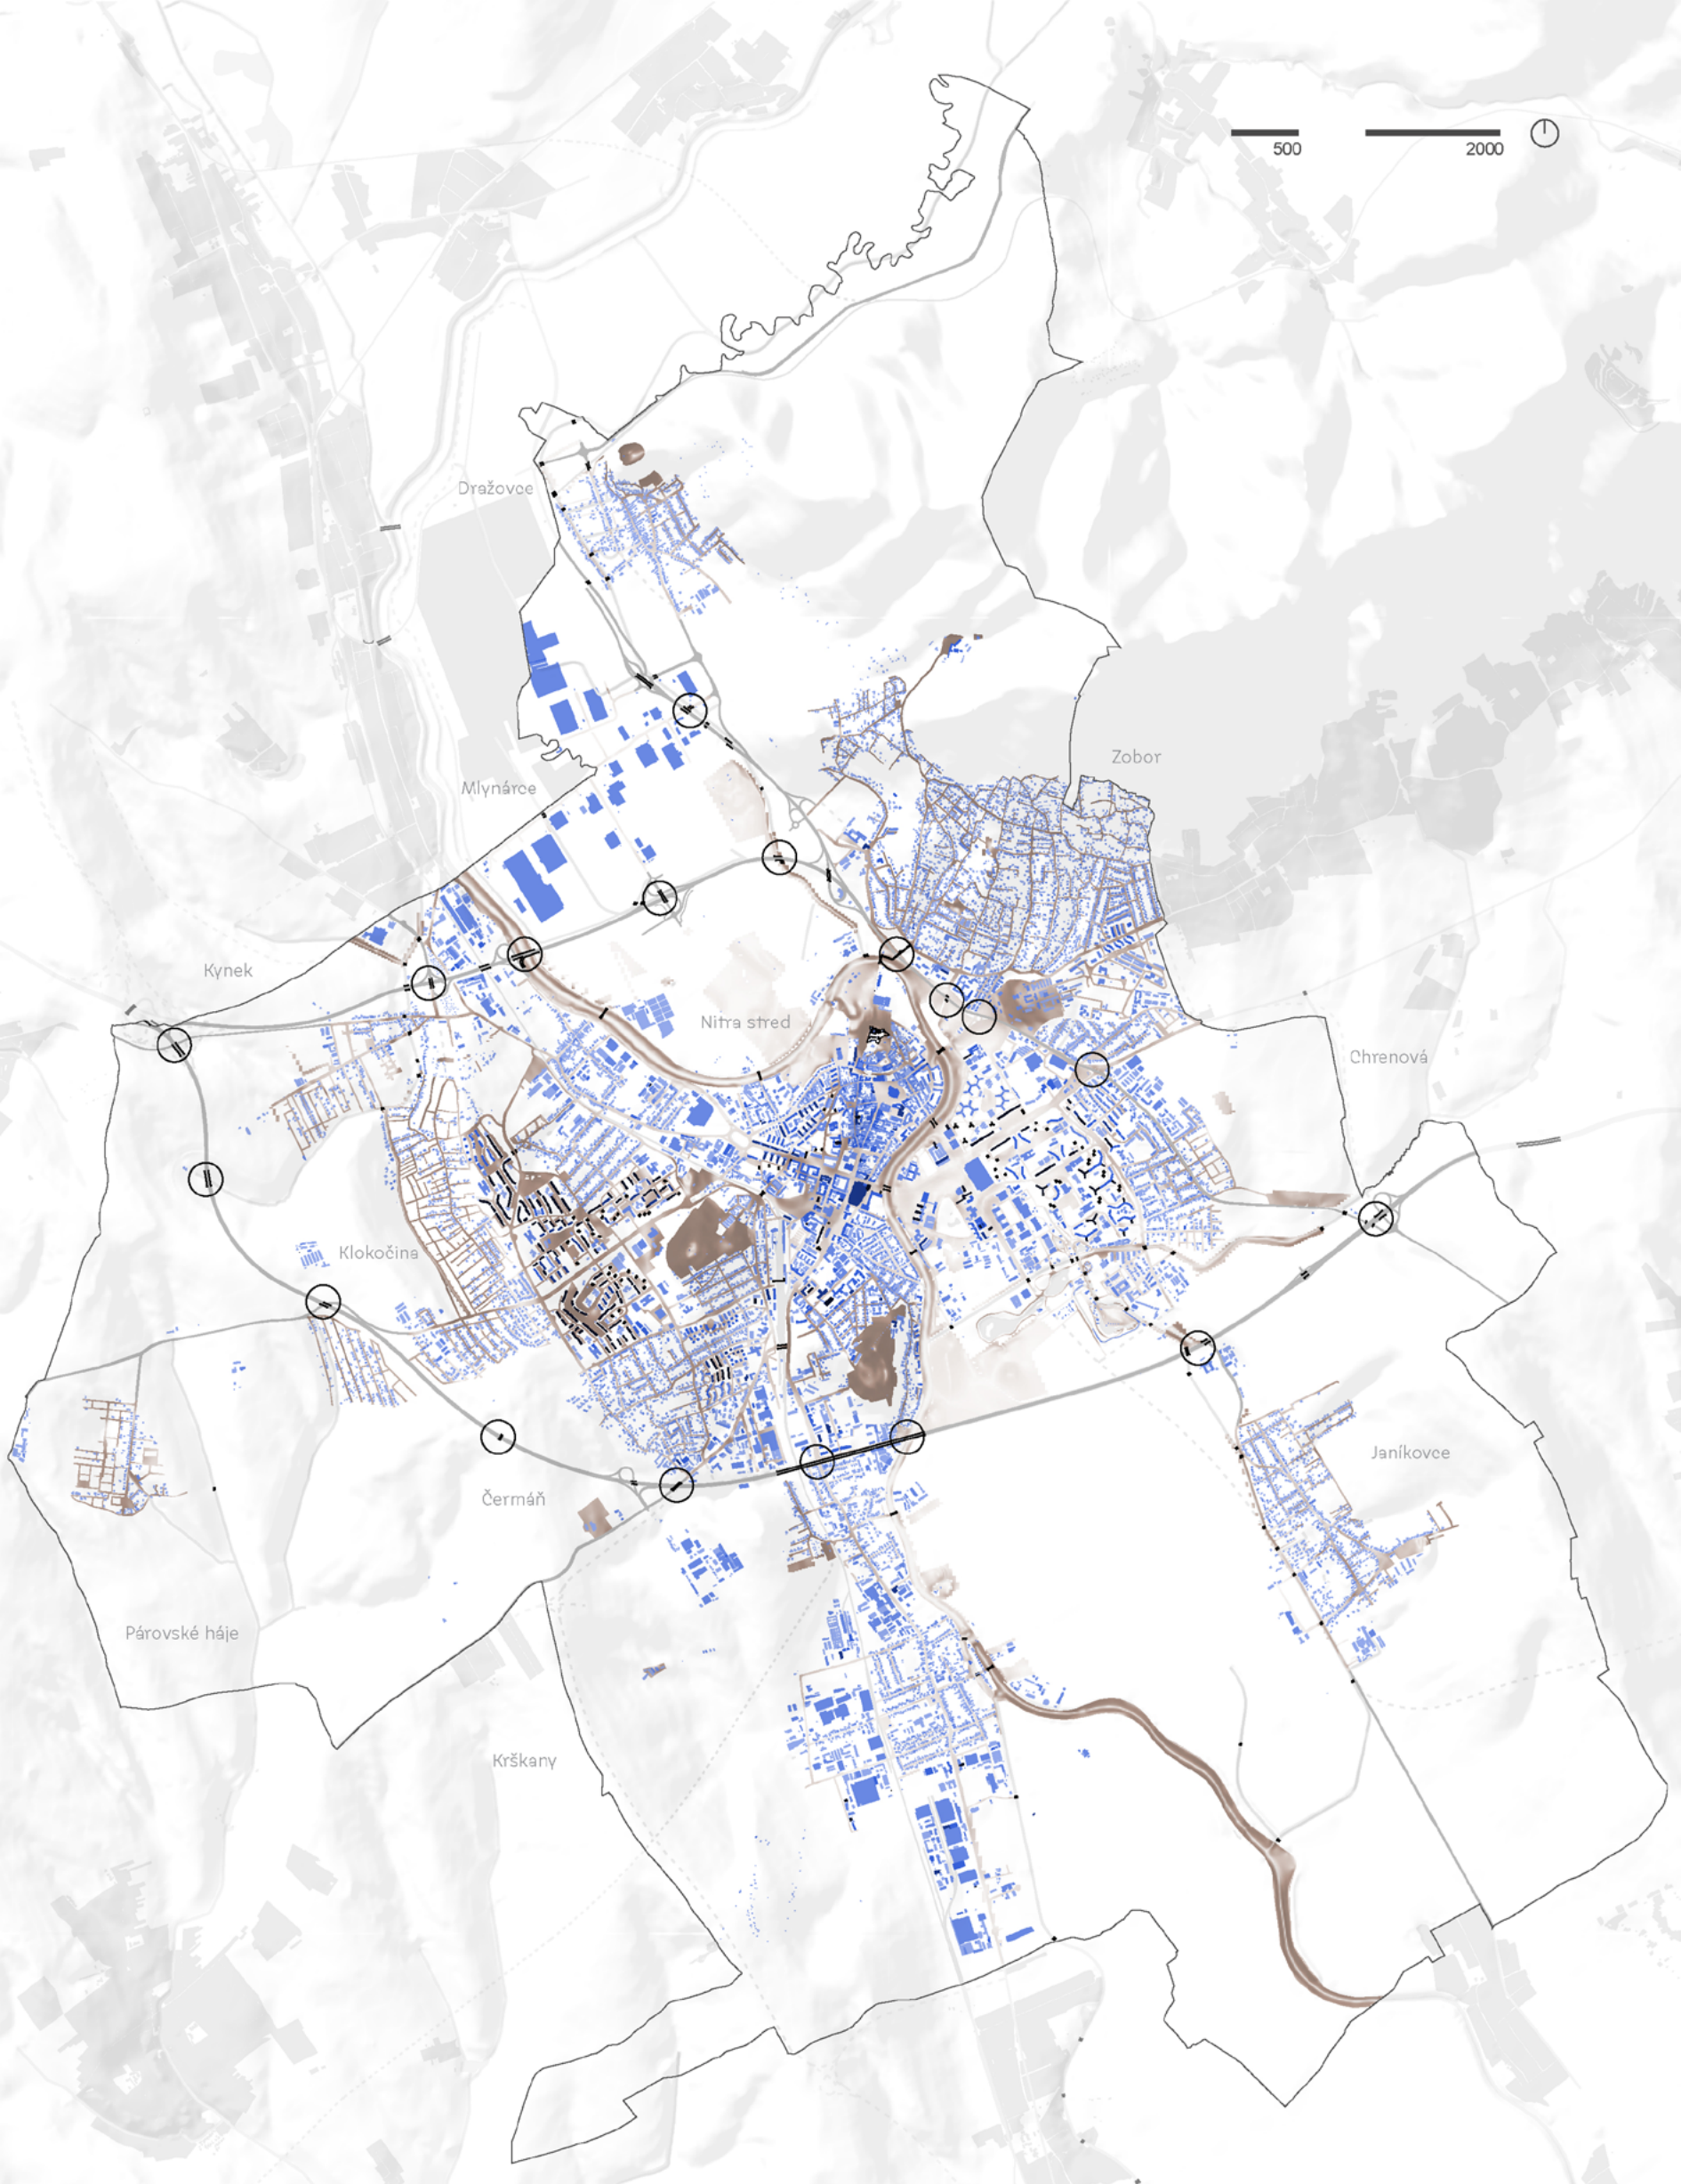 500 2000
Dražovce
Zobor
Mlynárce
Kynek
Nitra stred
Chrenová
Klokočina
Janíkovce
Čermáň
Párovské háje
Krškany